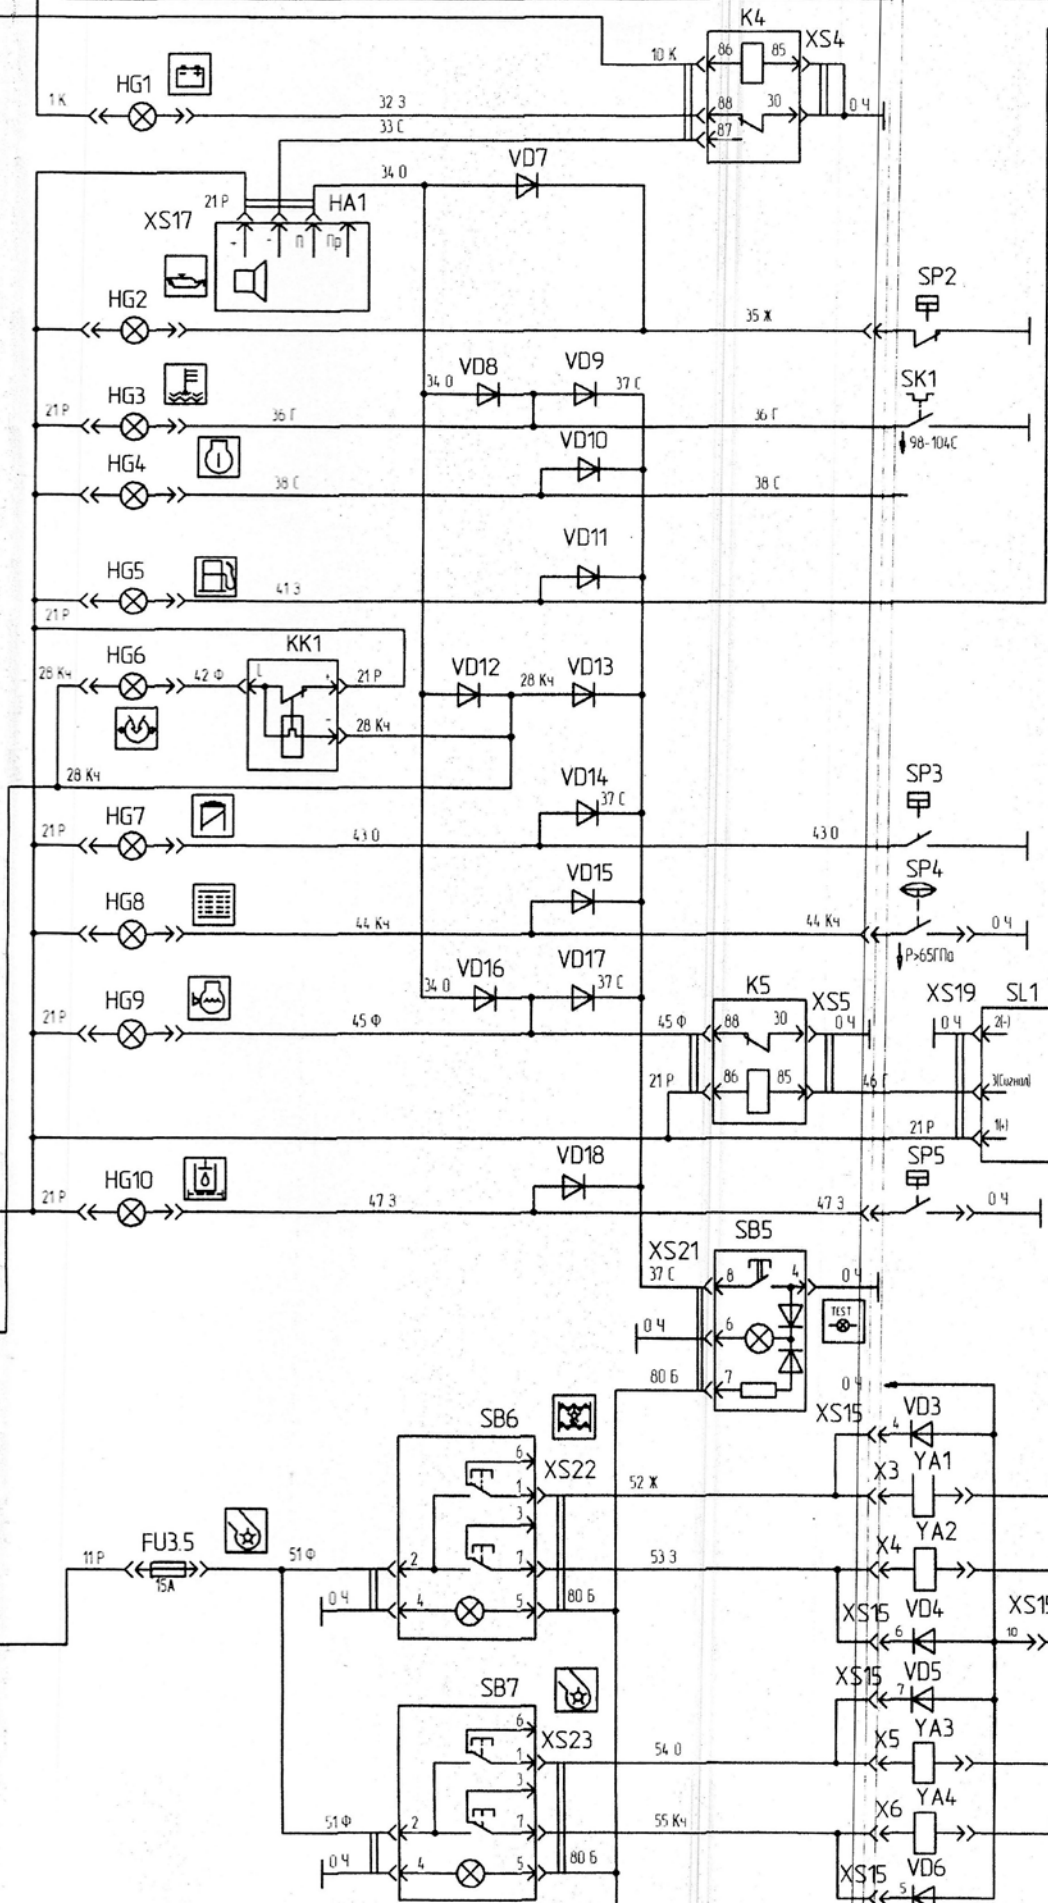 K4
XS4
10 К
86
85
HG1
1 К
32 З
88
30
0 Ч
33 С
87
VD7
34 0
21 Р
HA1
XS17
+
-
П
Пр
SP2
HG2
35 Ж
VD8
VD9
SK1
34 0
37 С
HG3
21 Р
36 Г
36 Г
98-104С
VD10
HG4
38 С
38 С
VD11
HG5
41 З
21 Р
KK1
HG6
VD12
VD13
28 Кч
42 Ф
L
+
21 Р
28 Кч
-
28 Кч
28 Кч
VD14
SP3
37 С
HG7
21 Р
43 0
43 0
VD15
SP4
HG8
44 Кч
44 Кч
0 Ч
P>65ГПа
VD16
VD17
34 0
37 С
K5
XS5
XS19
SL1
HG9
21 Р
45 Ф
45 Ф
88
30
0 Ч
0 Ч
2(-)
21 Р
86
85
46 Г
3(Сигнал)
21 Р
1(+)
VD18
SP5
HG10
21 Р
47 З
47 З
0 Ч
SB5
XS21
37 С
8
4
0 Ч
TEST
0 Ч
6
80 Б
7
0 Ч
SB6
XS15
4
VD3
6
XS22
X3
YA1
1
52 Ж
3
YA2
FU3.5
X4
11 Р
15А
51 Ф
2
7
53 З
0 Ч
4
5
80 Б
XS15
6
VD4
XS15
10
SB7
XS15
7
VD5
6
XS23
X5
YA3
1
54 0
3
YA4
X6
51 Ф
2
7
55 Кч
0 Ч
4
5
80 Б
XS15
5
VD6